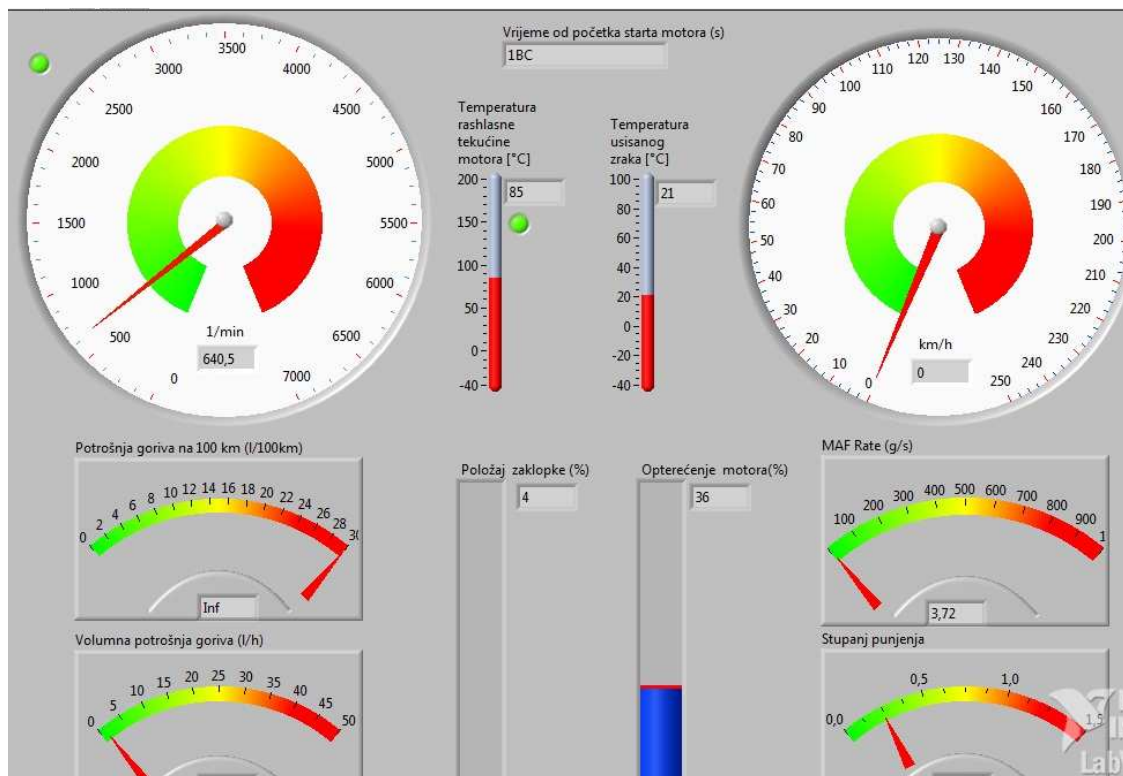 3500
3000
4000
2500
4500
2000
5000
1500
5500
1000
6000
500
6500
0
7000
1/min
640,5
Vrijeme od početka starta motora (s)
1BC
Temperatura
rashlasne
tekućine
motora [°C]
85
200
150
100
50
0
-40
Temperatura
usisanog
zraka [°C]
21
100
80
60
40
20
0
-20
-40
120 130
110
140
100
150
90
160
80
170
70
180
60
190
50
200
40
210
30
220
20
230
10
240
0
250
km/h
0
Potrošnja goriva na 100 km (l/100km)
0 2 4 6 8 10 12 14 16 18 20 22 24 26 28
Inf
Položaj zaklopke (%)
4
Opterećenje motora(%)
36
MAF Rate (g/s)
100 200 300 400 500 600 700 800 900
3,72
Volumna potrošnja goriva (l/h)
0 5 10 15 20 25 30 35 40 45 50
Stupanj punjenja
0,0 0,5 1,0 1,5